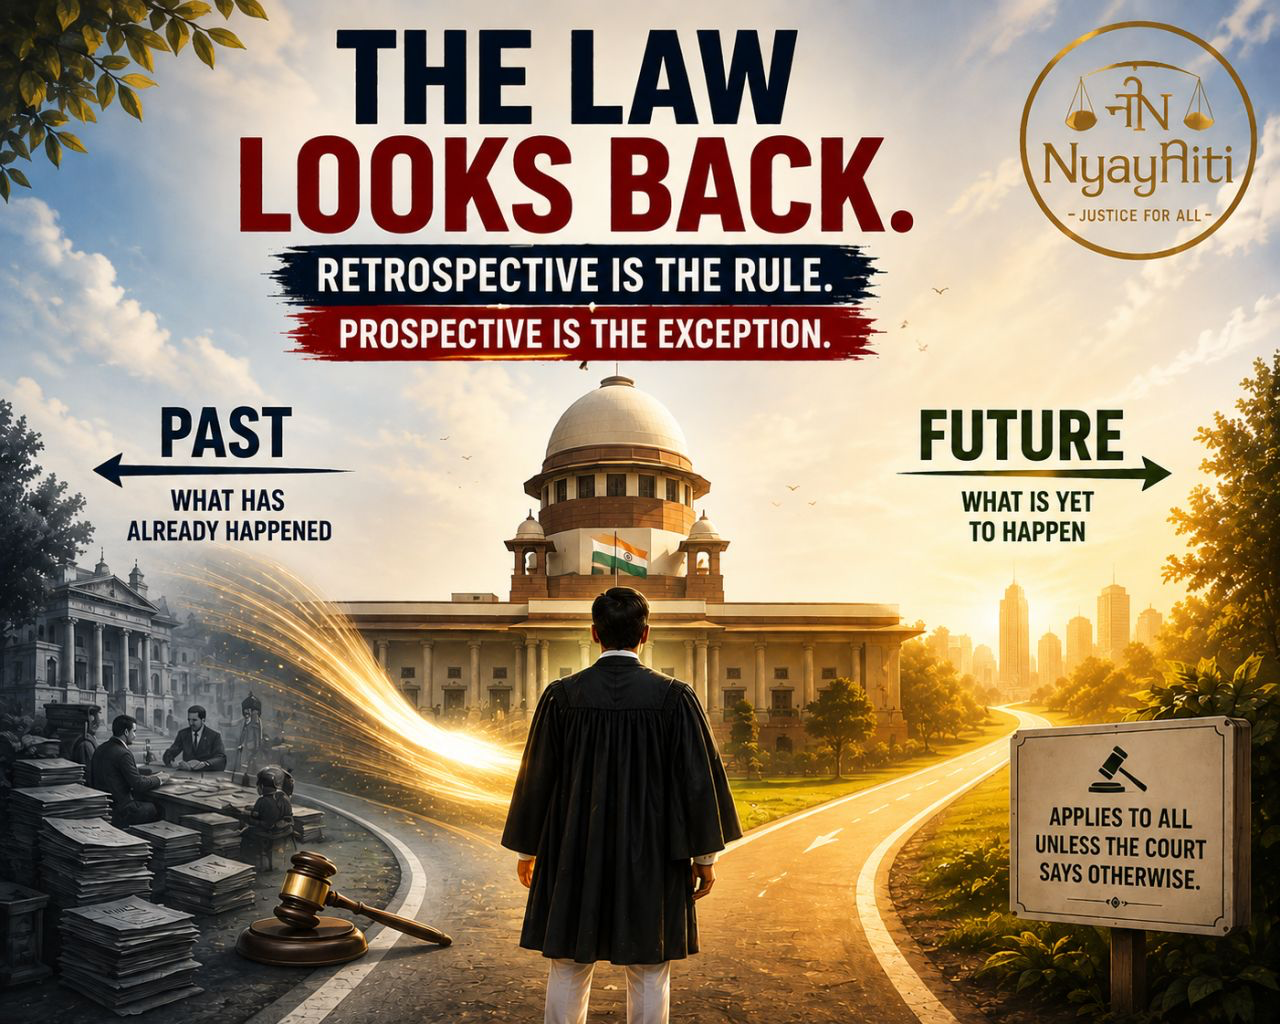 THE LAW
LOOKS BACK.
RETROSPECTIVE IS THE RULE.
PROSPECTIVE IS THE EXCEPTION.
नीN
NyayNiti
- JUSTICE FOR ALL -
PAST
WHAT HAS
ALREADY HAPPENED
FUTURE
WHAT IS YET
TO HAPPEN
APPLIES TO ALL
UNLESS THE COURT
SAYS OTHERWISE.